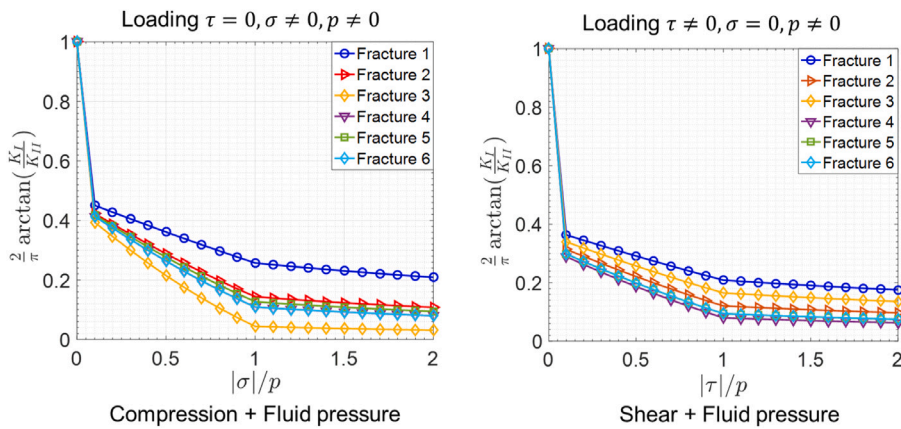 Loading τ = 0, σ ≠ 0, p ≠ 0
1
0.8
0.6
0.4
0.2
0
0
0.5
1
1.5
2
2/π arctan(K_I/K_II)
Fracture 1
Fracture 2
Fracture 3
Fracture 4
Fracture 5
Fracture 6
|σ|/p
Compression + Fluid pressure
Loading τ ≠ 0, σ = 0, p ≠ 0
1
0.8
0.6
0.4
0.2
0
0
0.5
1
1.5
2
2/π arctan(K_I/K_II)
Fracture 1
Fracture 2
Fracture 3
Fracture 4
Fracture 5
Fracture 6
|τ|/p
Shear + Fluid pressure